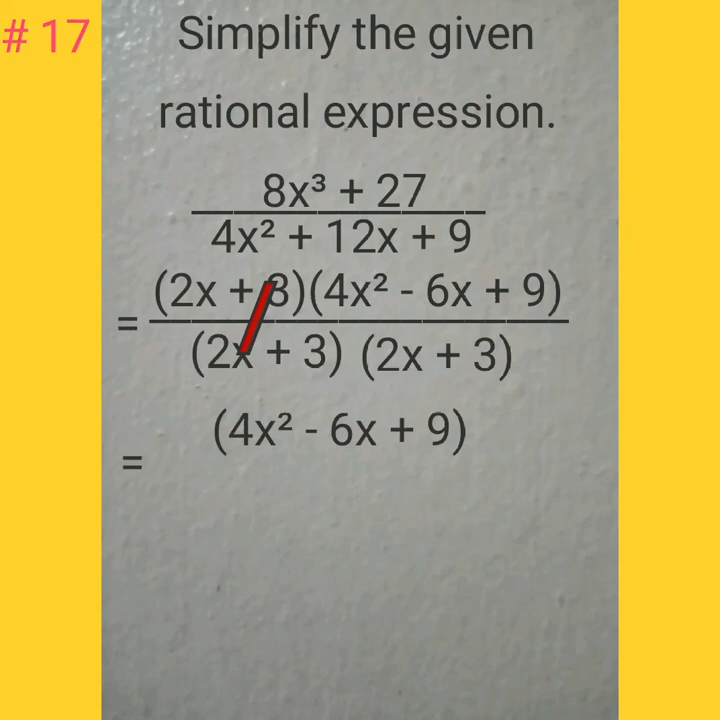 # 17
Simplify the given
rational expression.
8x³ + 27
4x² + 12x + 9
(2x + 3)(4x² - 6x + 9)
=
(2x + 3) (2x + 3)
(4x² - 6x + 9)
=